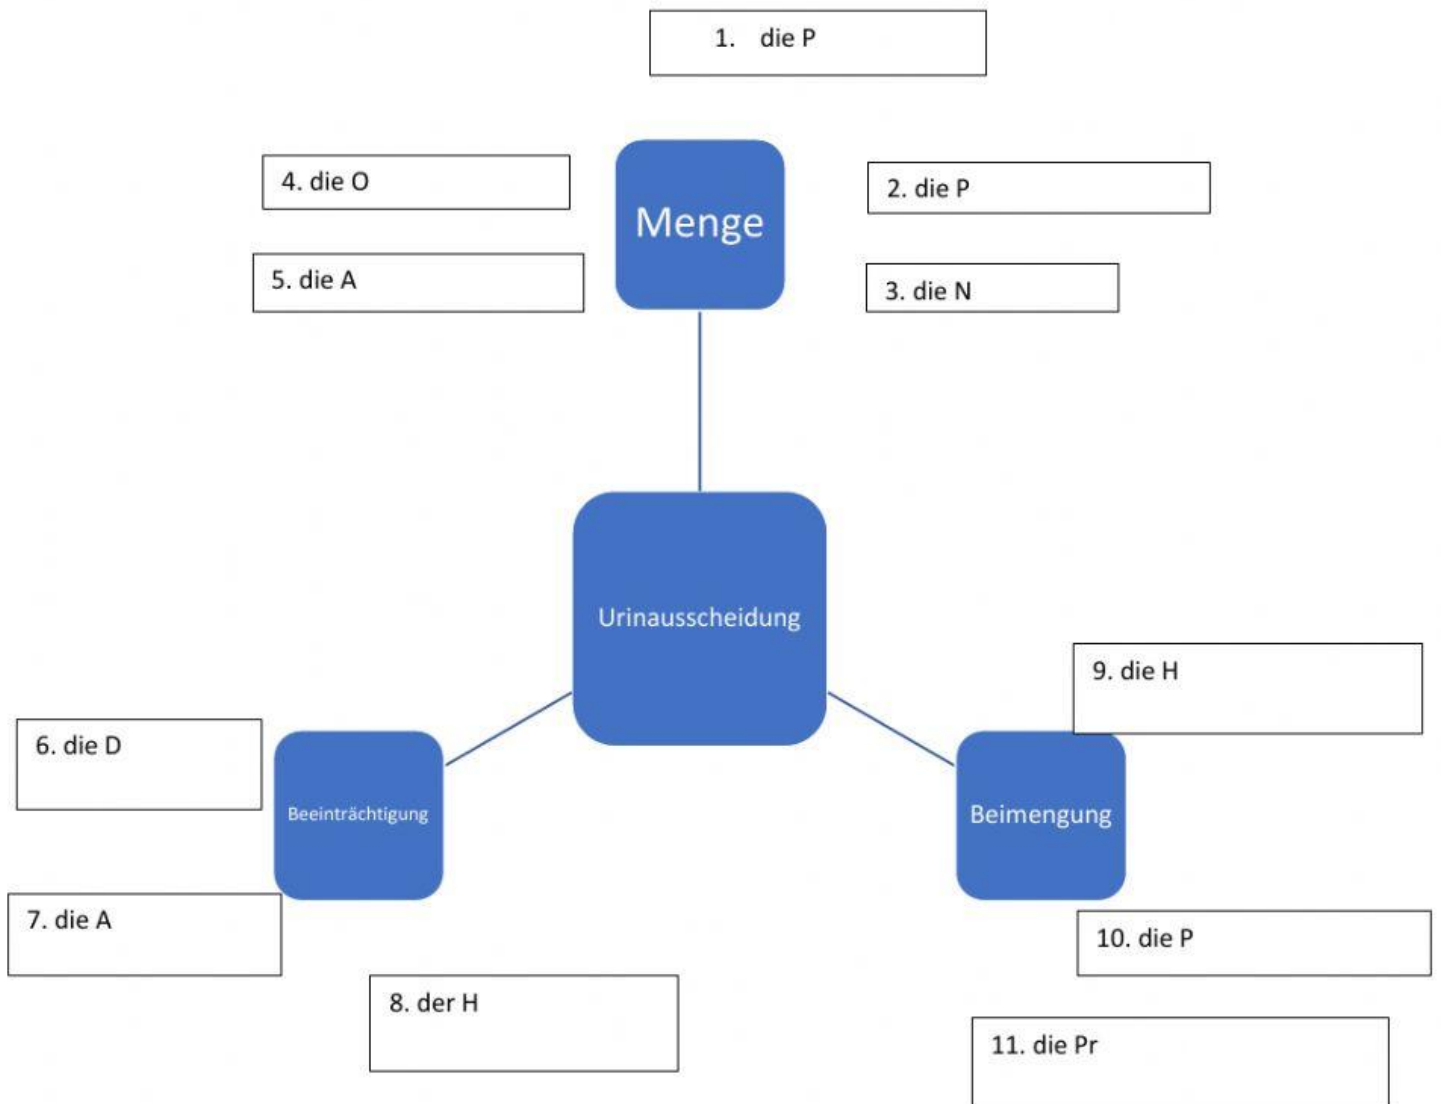 1. die P
4. die O
Menge
2. die P
5. die A
3. die N
Urinausscheidung
9. die H
6. die D
Beeinträchtigung
Beimengung
7. die A
10. die P
8. der H
11. die Pr